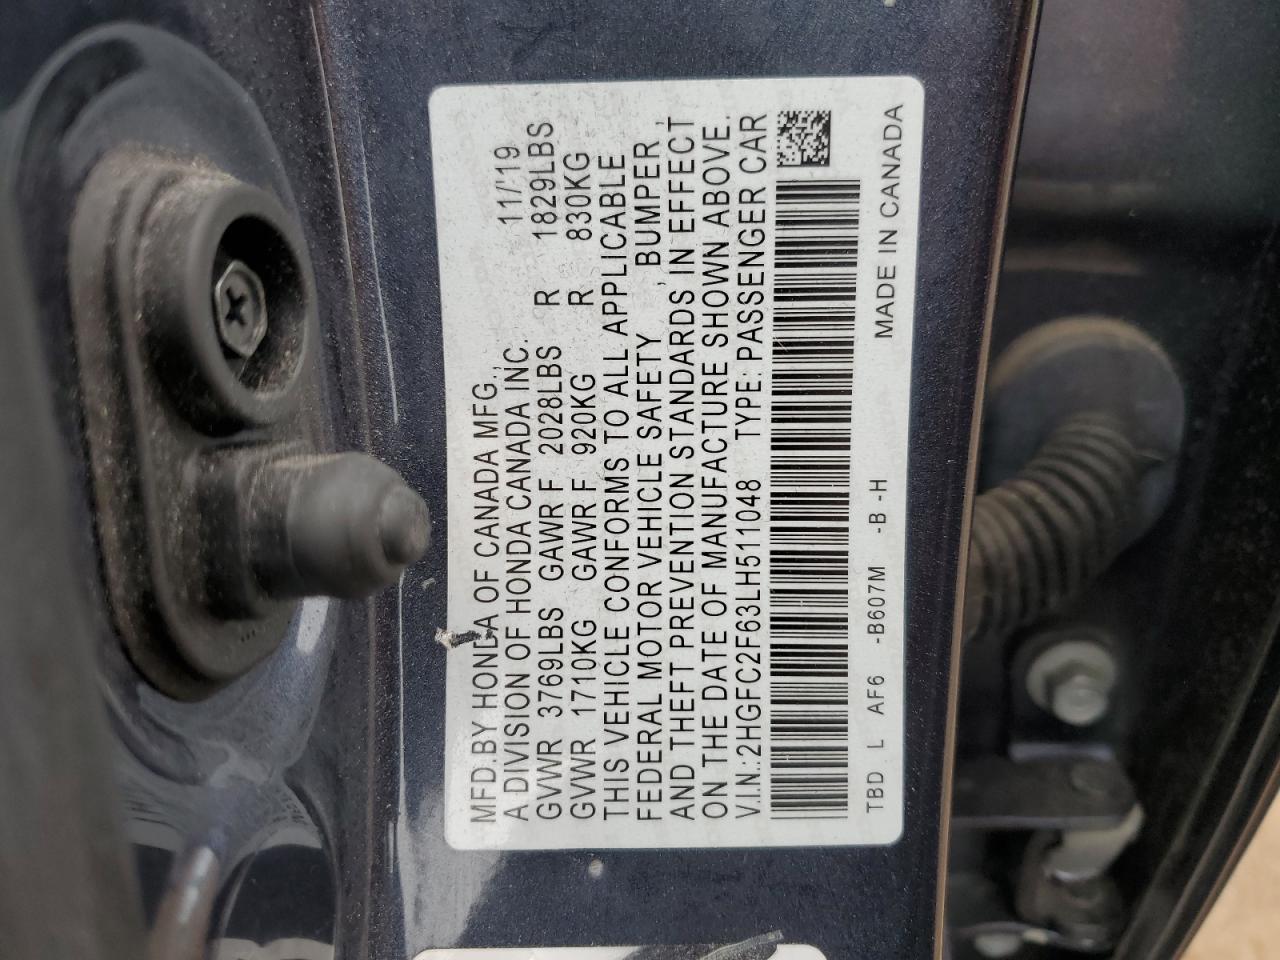 MFD.BY HONDA OF CANADA MFG.,
A DIVISION OF HONDA CANADA INC. 11/'19
GVWR 3769LBS GAWR F 2028LBS R 1829LBS
GVWR 1710KG GAWR F 920KG R 830KG
THIS VEHICLE CONFORMS TO ALL APPLICABLE
FEDERAL MOTOR VEHICLE SAFETY , BUMPER ,
AND THEFT PREVENTION STANDARDS IN EFFECT
ON THE DATE OF MANUFACTURE SHOWN ABOVE.
V.I.N.:2HGFC2F63LH511048 TYPE: PASSENGER CAR
TBD L AF6 -B607M -B -H MADE IN CANADA